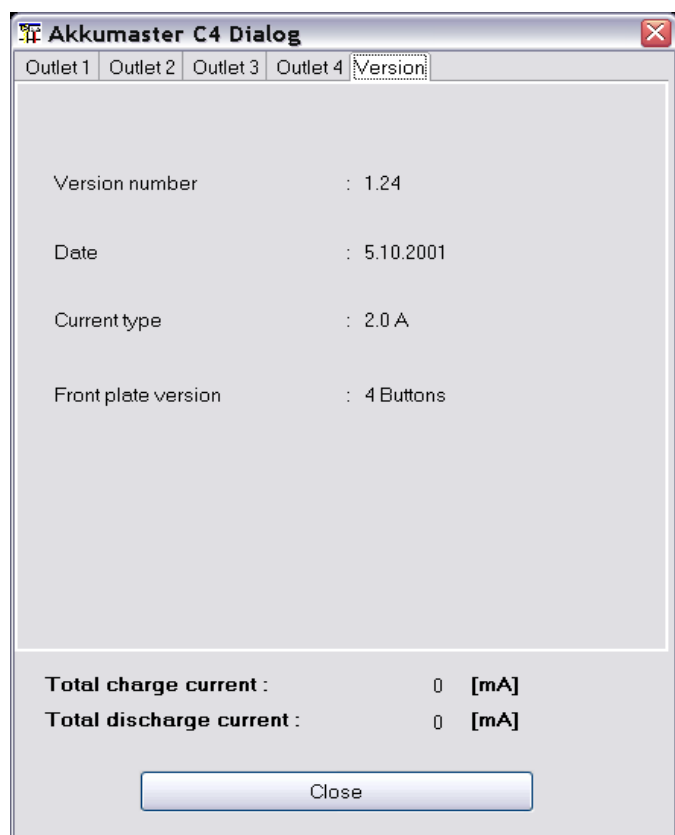 Akkumaster C4 Dialog
Outlet 1 Outlet 2 Outlet 3 Outlet 4 Version
Version number : 1.24
Date : 5.10.2001
Current type : 2.0 A
Front plate version : 4 Buttons
Total charge current : 0 [mA]
Total discharge current : 0 [mA]
Close